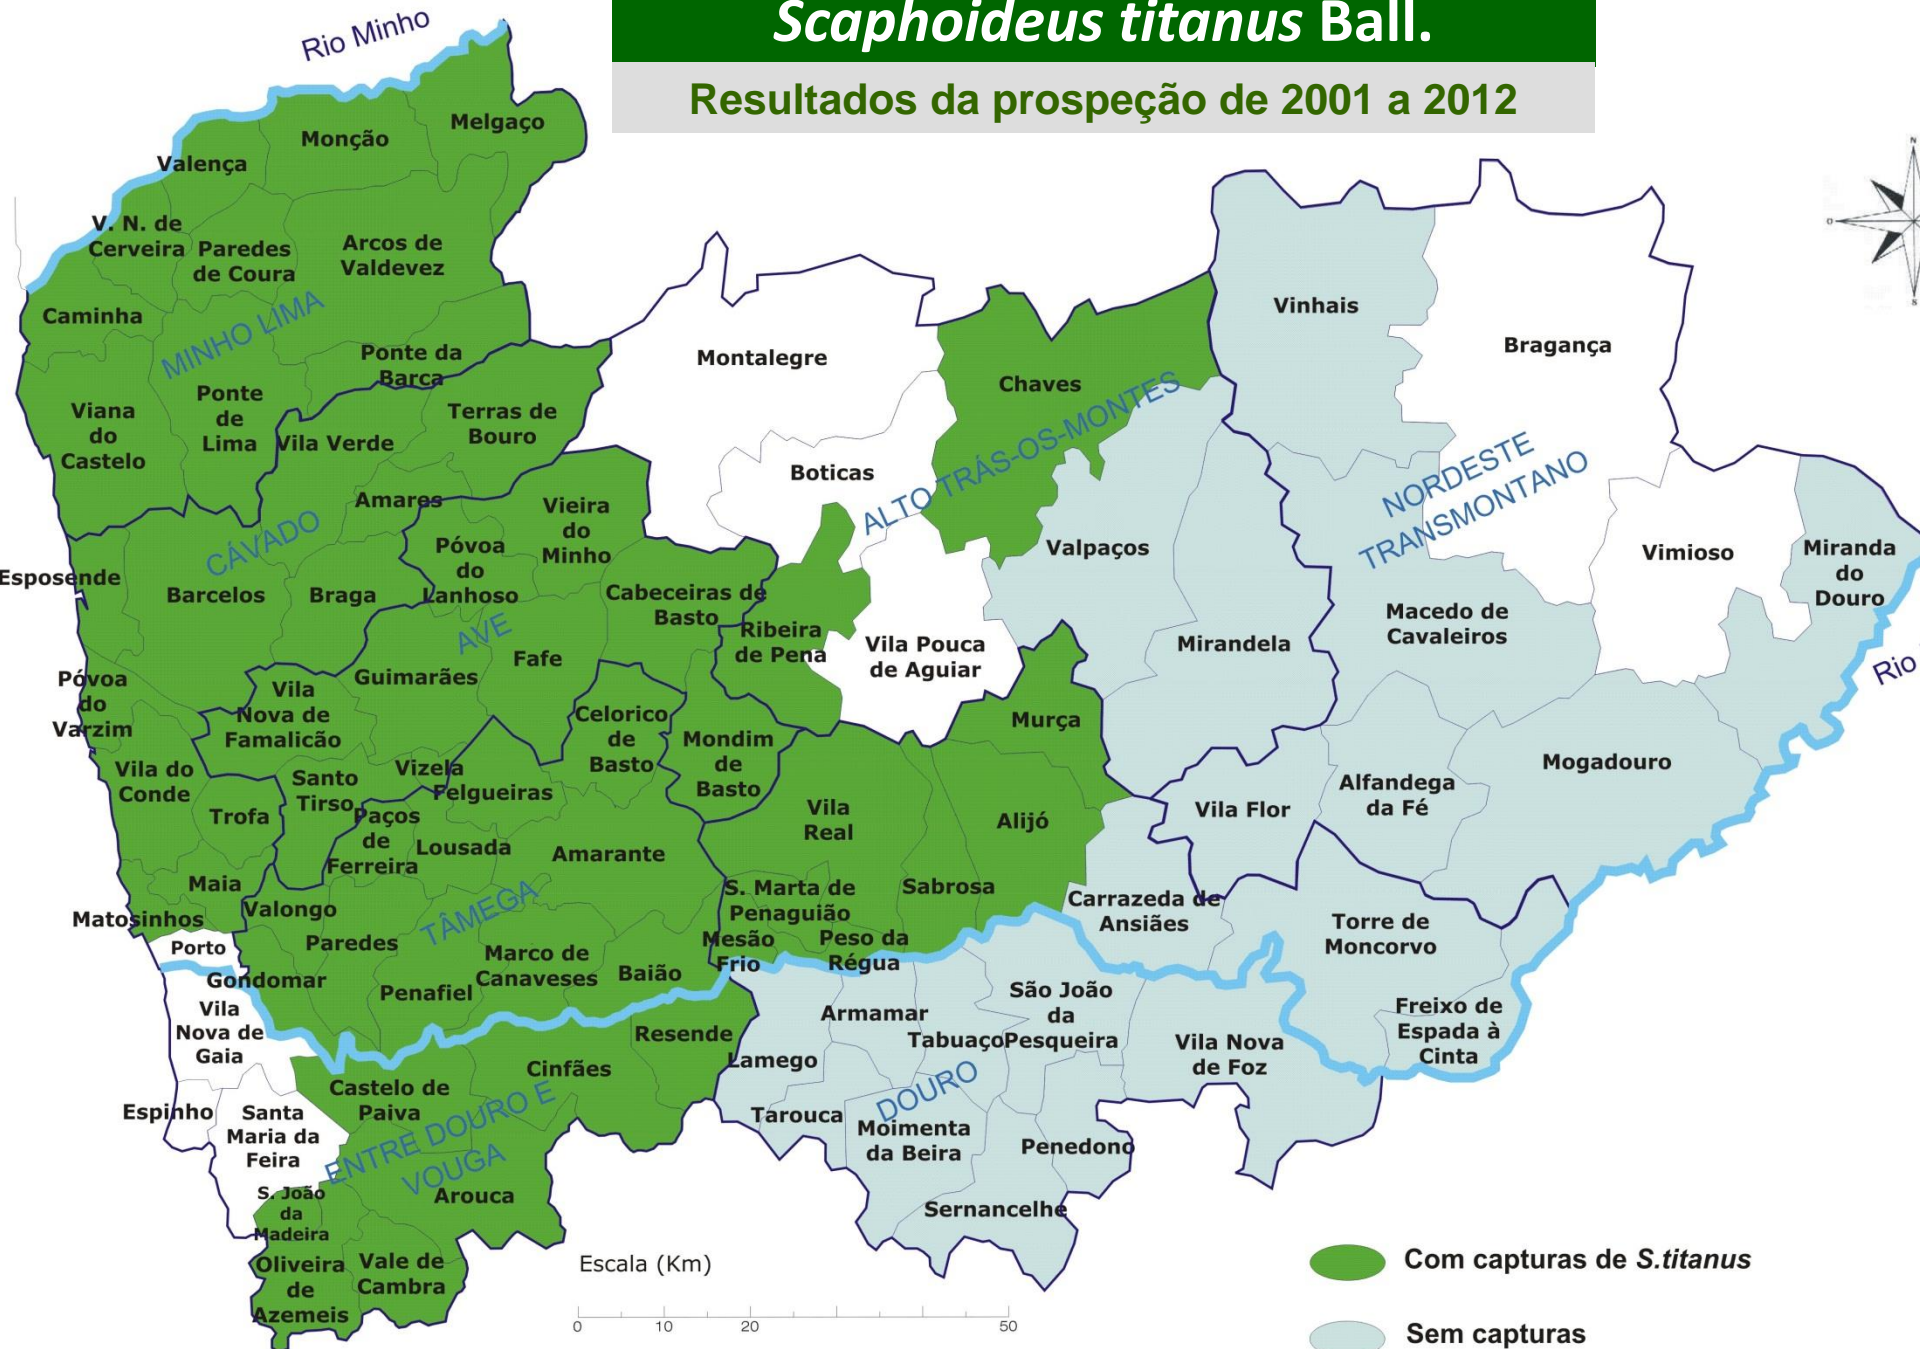 Scaphoideus titanus Ball.
Resultados da prospeção de 2001 a 2012
Rio Minho
Melgaço
Monção
Valença
N
O
S
V. N. de
Cerveira
Paredes
de Coura
Arcos de
Valdevez
Caminha
MINHO LIMA
Ponte da
Barca
Viana
do
Castelo
Ponte
de
Lima
Vila Verde
Terras de
Bouro
Montalegre
Boticas
Chaves
ALTO TRÁS-OS-MONTES
Vinhais
Bragança
NORDESTE
TRANSMONTANO
Amares
Vieira
do
Minho
CÁVADO
Póvoa
do
Lanhoso
Esposende
Barcelos
Braga
Cabeceiras de
Basto
Ribeira
de Pena
Vila Pouca
de Aguiar
Valpaços
Mirandela
Macedo de
Cavaleiros
Vimioso
Miranda
do
Douro
Rio
AVE
Fafe
Guimarães
Póvoa
do
Varzim
Vila
Nova de
Famalicão
Celorico
de
Basto
Mondim
de
Basto
Murça
Vila do
Conde
Santo
Tirso
Vizela
Felgueiras
Trofa
Paços
de
Ferreira
Lousada
Amarante
Vila
Real
Alijó
Vila Flor
Alfandega
da Fé
Mogadouro
Maia
Matosinhos
Valongo
TÂMEGA
S. Marta de
Penaguião
Sabrosa
Carrazeda de
Ansiães
Torre de
Moncorvo
Porto
Paredes
Marco de
Canaveses
Baião
Mesão
Frio
Peso da
Régua
Gondomar
Penafiel
Vila
Nova de
Gaia
Resende
Cinfães
Lamego
Armamar
Tabuaço
São João
da
Pesqueira
Vila Nova
de Foz
Freixo de
Espada à
Cinta
Castelo de
Paiva
ENTRE DOURO E
VOUGA
DOURO
Espinho
Santa
Maria da
Feira
Tarouca
Moimenta
da Beira
Penedono
S. João
da
Madeira
Arouca
Sernancelhe
Oliveira
de
Azemeis
Vale de
Cambra
Escala (Km)
0 10 20 50
Com capturas de S.titanus
Sem capturas